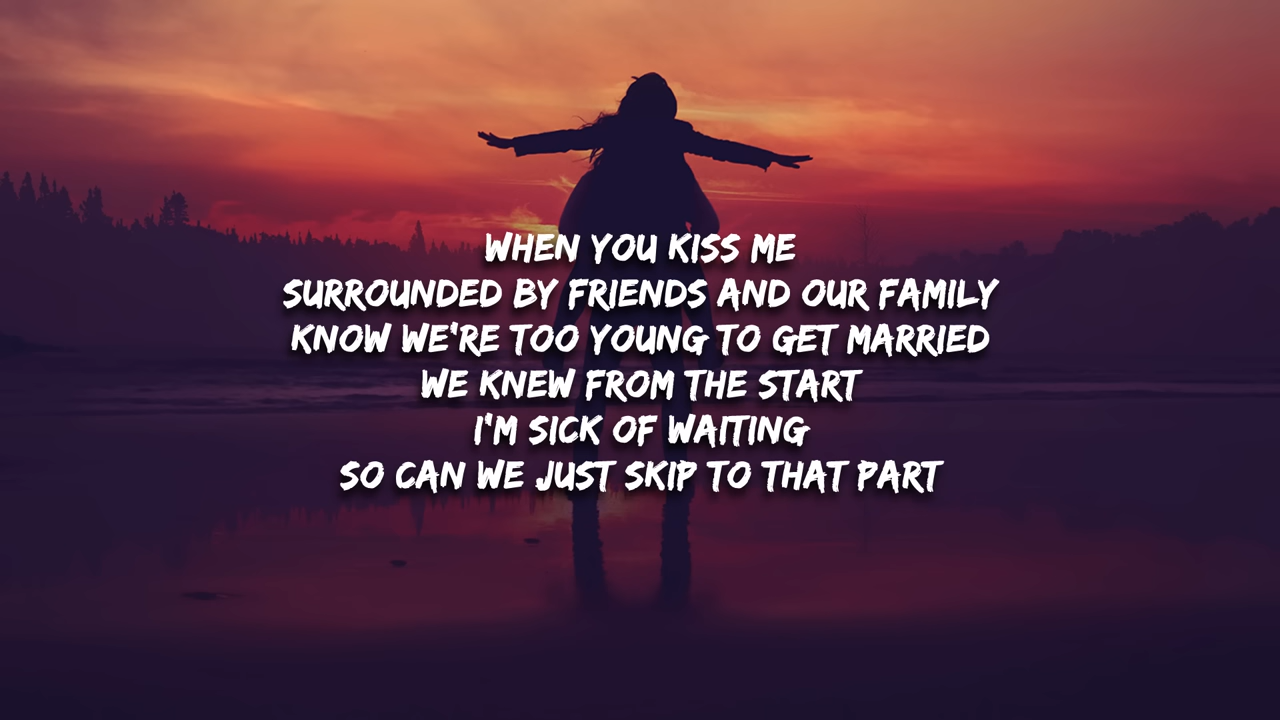 WHEN YOU KISS ME
SURROUNDED BY FRIENDS AND OUR FAMILY
KNOW WE'RE TOO YOUNG TO GET MARRIED
WE KNEW FROM THE START
I'M SICK OF WAITING
SO CAN WE JUST SKIP TO THAT PART